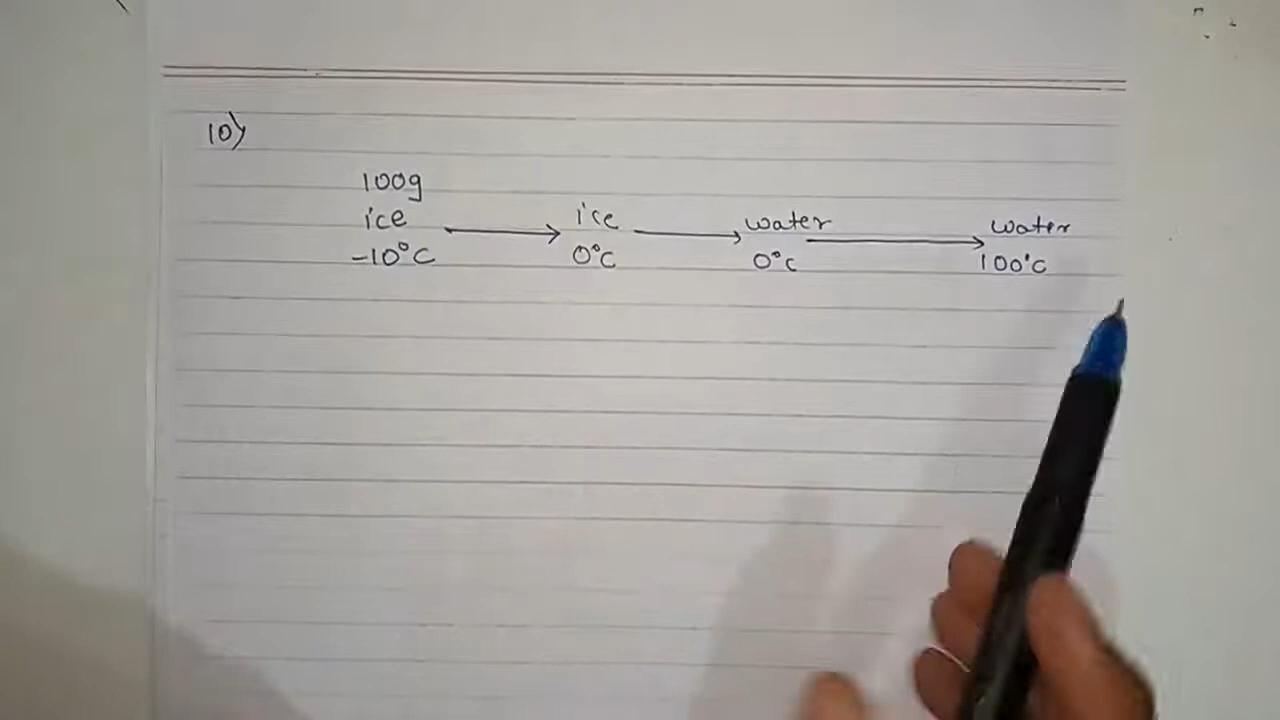 10)
100g
ice → ice → water → water
-10°C 0°C 0°C 100°C